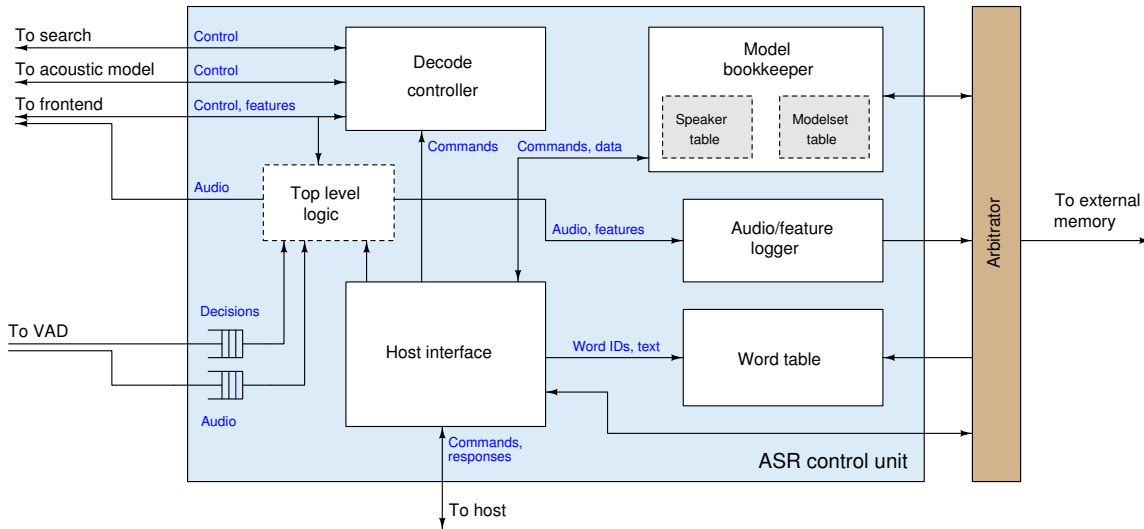 To search
Control
To acoustic model
Control
To frontend
Control, features
Decode
controller
Model
bookkeeper
Speaker
table
Modelset
table
Commands
Commands, data
Audio
Top level
logic
Audio, features
Audio/feature
logger
Arbitrator
To external
memory
Decisions
To VAD
Audio
Host interface
Word IDs, text
Word table
Commands,
responses
ASR control unit
To host